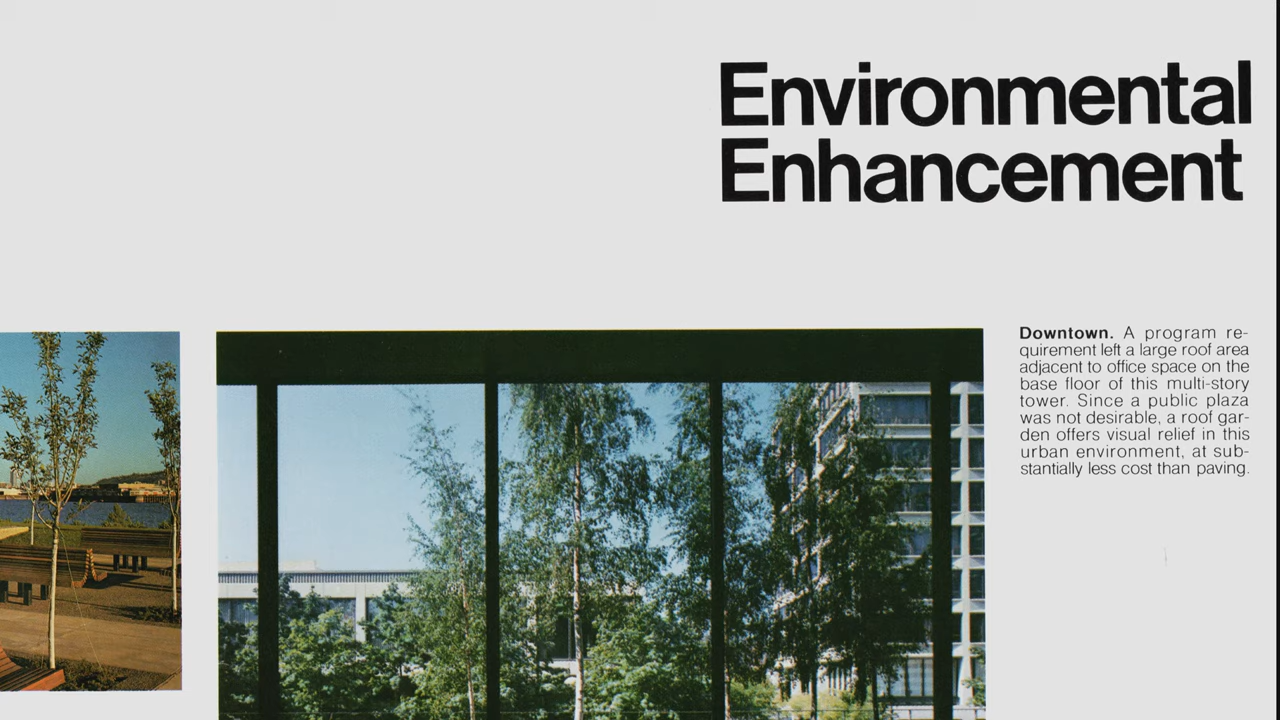 Environmental
Enhancement
Downtown. A program re-
quirement left a large roof area
adjacent to office space on the
base floor of this multi-story
tower. Since a public plaza
was not desirable, a roof gar-
den offers visual relief in this
urban environment, at sub-
stantially less cost than paving.